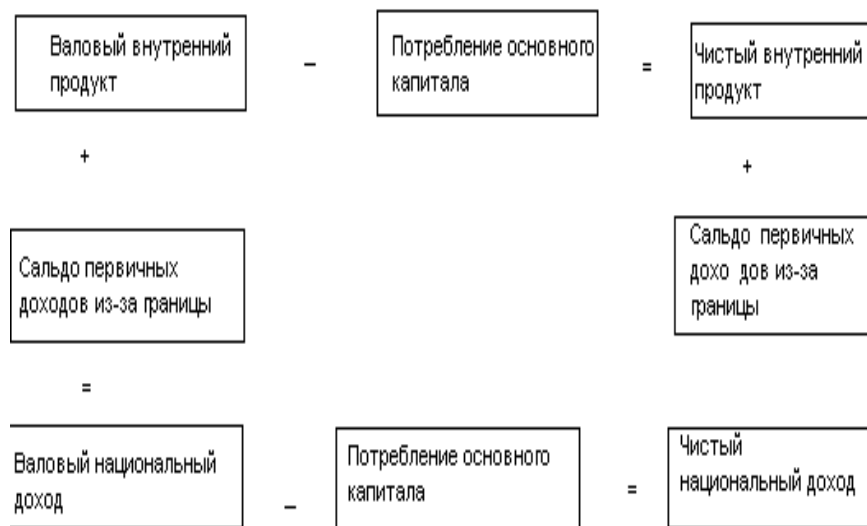 Валовый внутренний
продукт
–
Потребление основного
капитала
=
Чистый внутренний
продукт
+
+
Сальдо первичных
доходов из-за границы
Сальдо первичных
дохо дов из-за
границы
=
Валовый национальный
доход
–
Потребление основного
капитала
=
Чистый
национальный доход